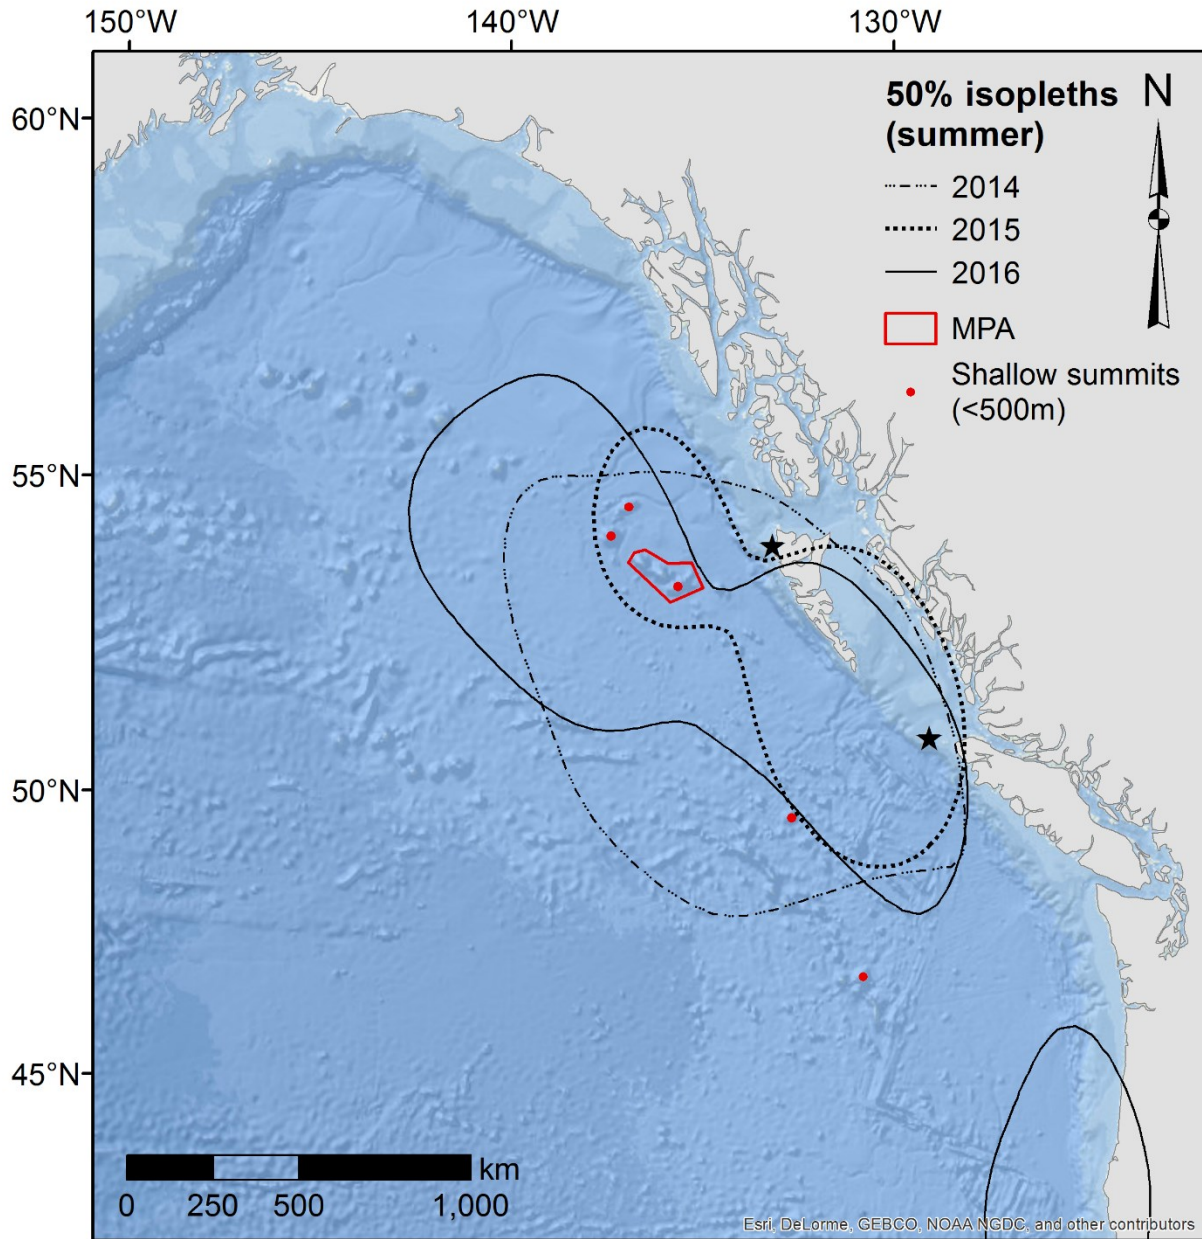 150°W 140°W 130°W
60°N
55°N
50°N
45°N
50% isopleths
(summer)
N
2014
2015
2016
MPA
Shallow summits
(<500m)
km
0 250 500 1,000
Esri, DeLorme, GEBCO, NOAA NGDC, and other contributors